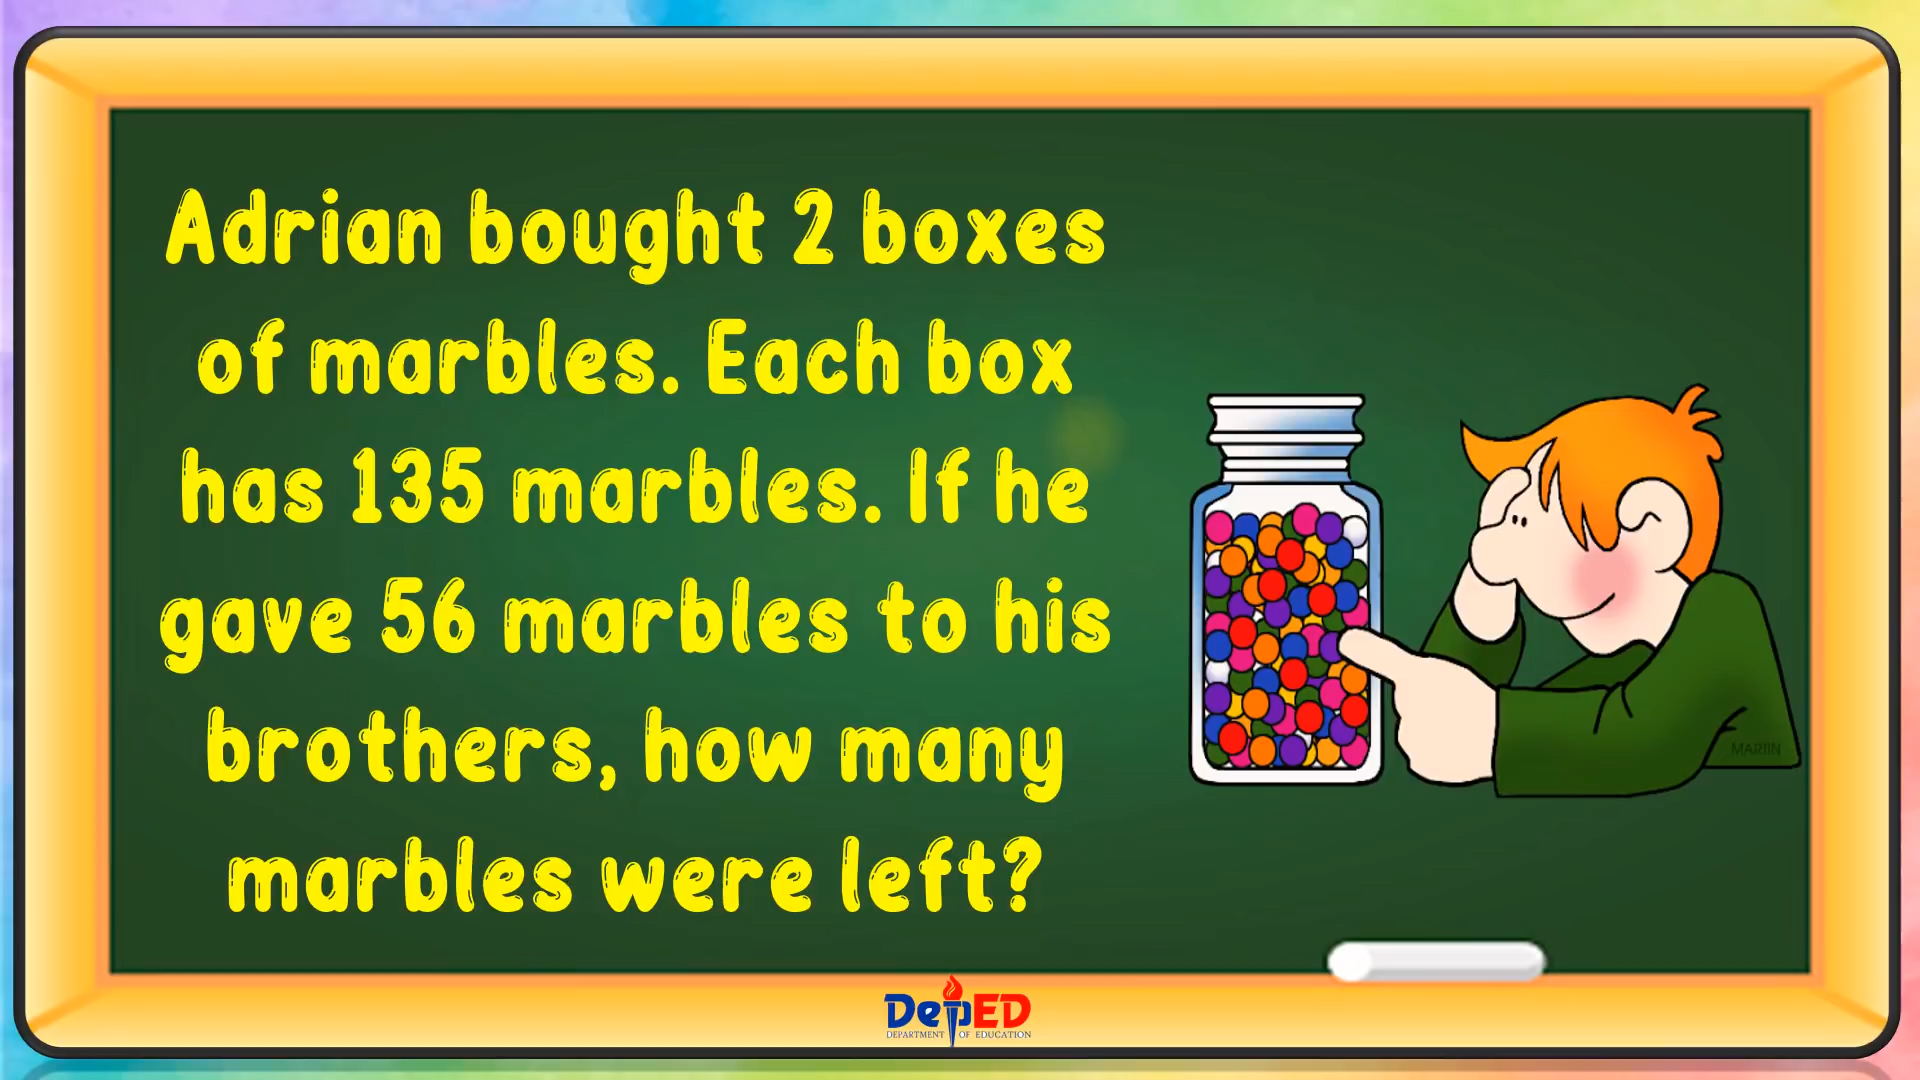 Adrian bought 2 boxes
of marbles. Each box
has 135 marbles. If he
gave 56 marbles to his
brothers, how many
marbles were left?
MARTIN
DepED
DEPARTMENT OF EDUCATION